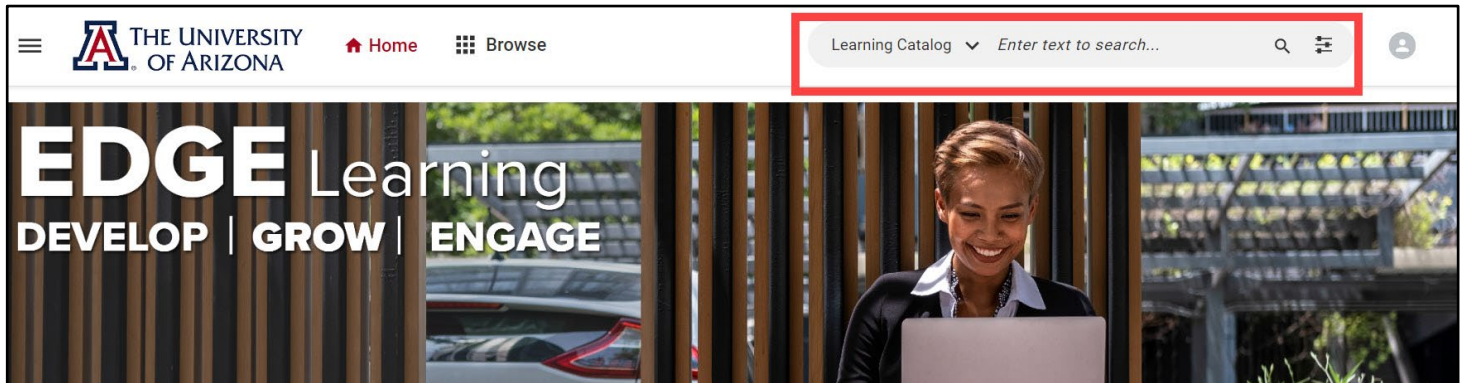 THE UNIVERSITY
OF ARIZONA
Home
Browse
Learning Catalog
Enter text to search...
EDGE Learning
DEVELOP | GROW | ENGAGE